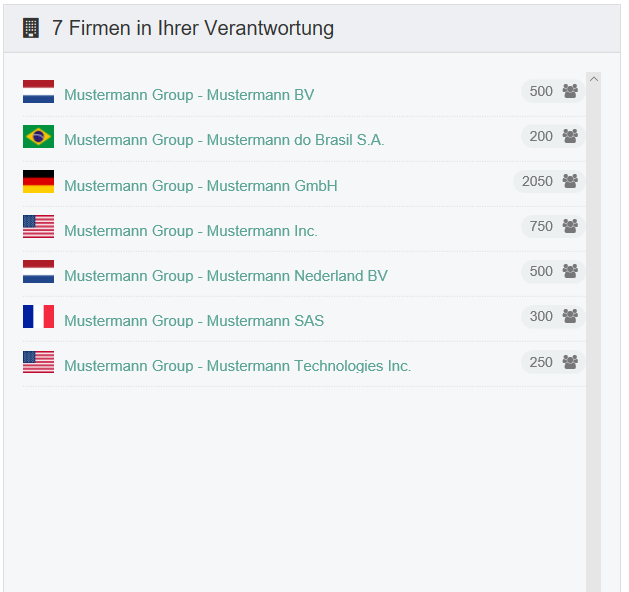 7 Firmen in Ihrer Verantwortung
Mustermann Group - Mustermann BV 500
Mustermann Group - Mustermann do Brasil S.A. 200
Mustermann Group - Mustermann GmbH 2050
Mustermann Group - Mustermann Inc. 750
Mustermann Group - Mustermann Nederland BV 500
Mustermann Group - Mustermann SAS 300
Mustermann Group - Mustermann Technologies Inc. 250